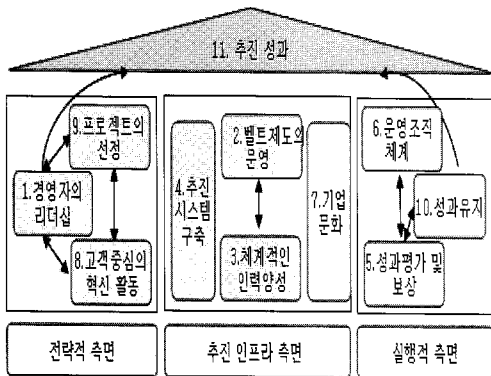 11. 추진 성과
9.프로젝트의
선정
1.경영자의
리더십
8.고객중심의
혁신 활동
4.추진
시스템
구축
2.벨트제도의
운영
3.체계적인
인력양성
7.기업
문화
6.운영조직
체계
10.성과유지
5.성과평가 및
보상
전략적 측면
추진 인프라 측면
실행적 측면